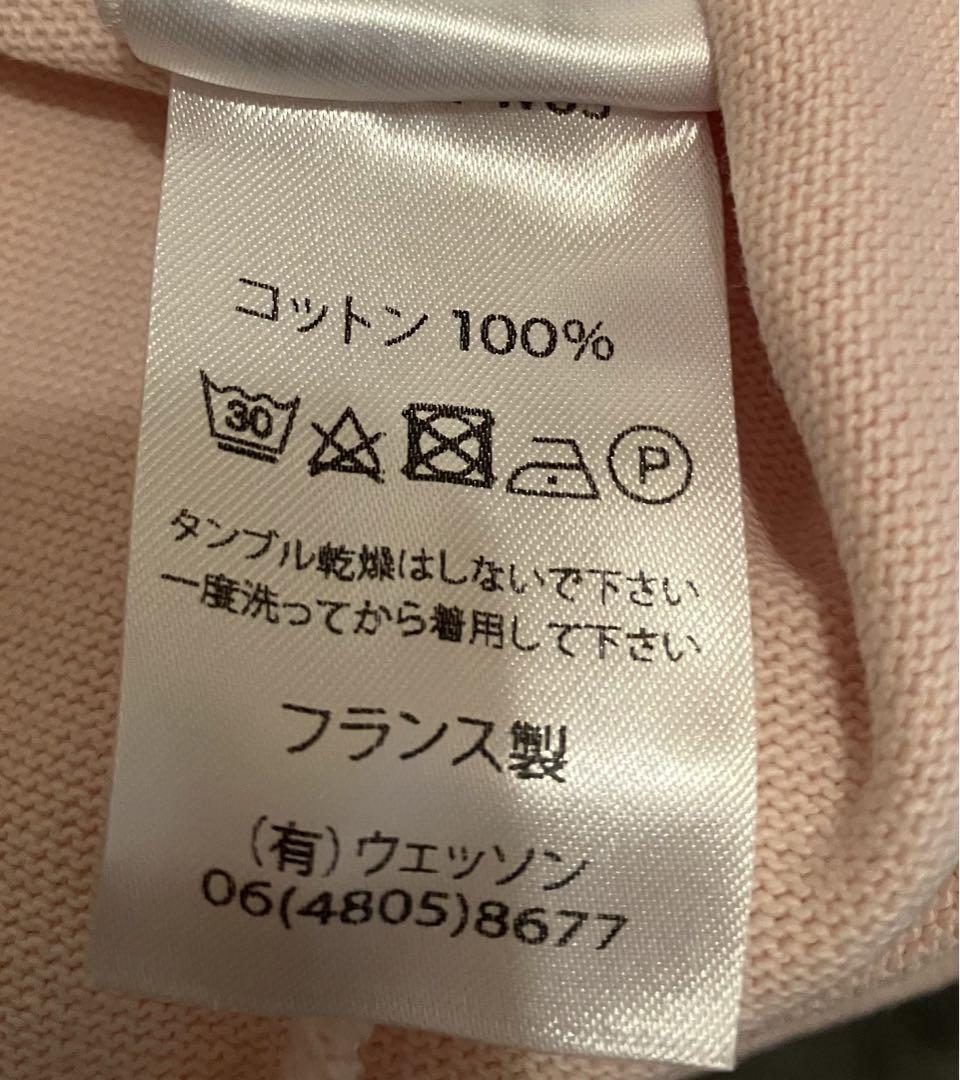 コットン 100%
30
P
タンブル乾燥はしないで下さい
一度洗ってから着用して下さい
フランス製
(有)ウェッソン
06(4805)8677